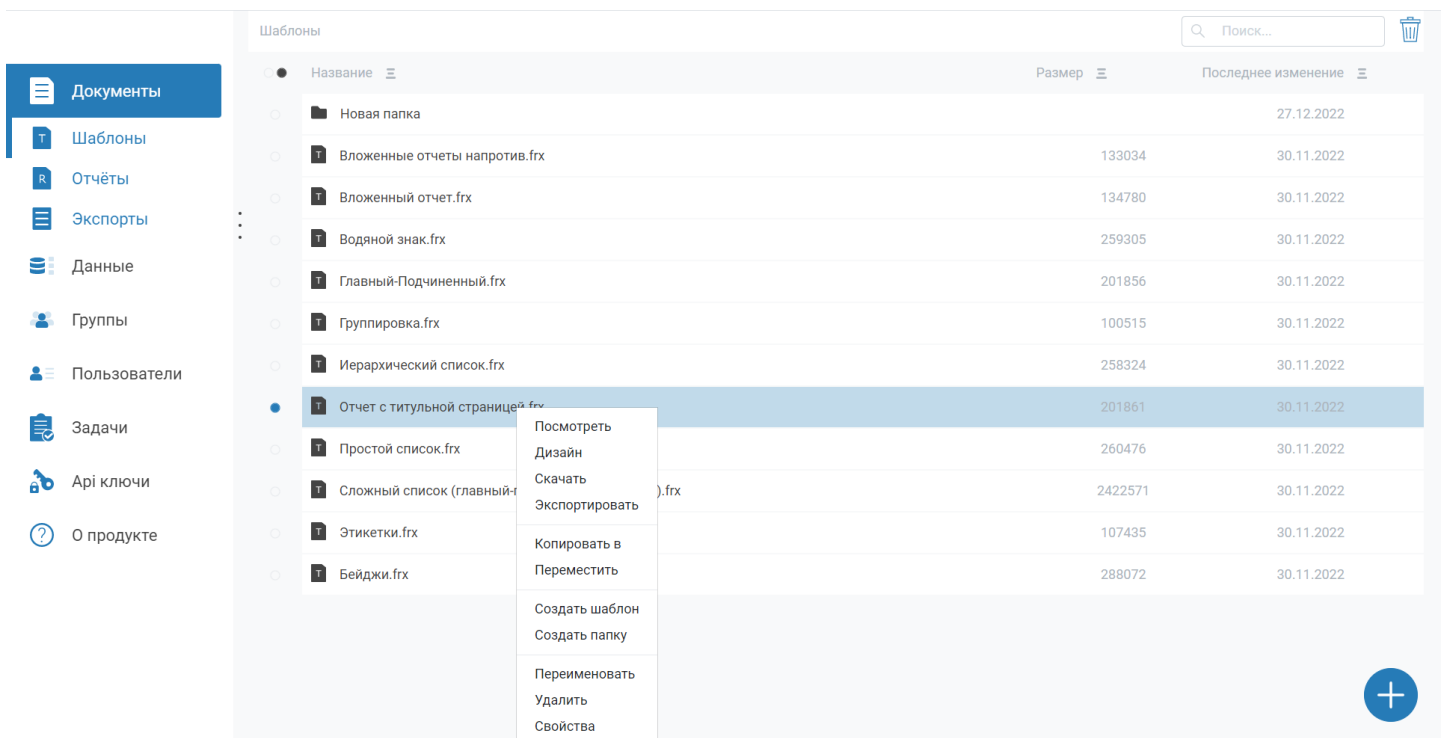 Шаблоны
Поиск...
Документы
Шаблоны
Отчёты
Экспорты
Данные
Группы
Пользователи
Задачи
Api ключи
О продукте
Название Размер Последнее изменение
Новая папка 27.12.2022
T Вложенные отчеты напротив.frx 133034 30.11.2022
T Вложенный отчет.frx 134780 30.11.2022
T Водяной знак.frx 259305 30.11.2022
T Главный-Подчиненный.frx 201856 30.11.2022
T Группировка.frx 100515 30.11.2022
T Иерархический список.frx 258324 30.11.2022
T Отчет с титульной страницей.frx 201861 30.11.2022
T Простой список.frx 260476 30.11.2022
T Сложный список (главный- ).frx 2422571 30.11.2022
T Этикетки.frx 107435 30.11.2022
T Бейджи.frx 288072 30.11.2022
Посмотреть
Дизайн
Скачать
Экспортировать
Копировать в
Переместить
Создать шаблон
Создать папку
Переименовать
Удалить
Свойства